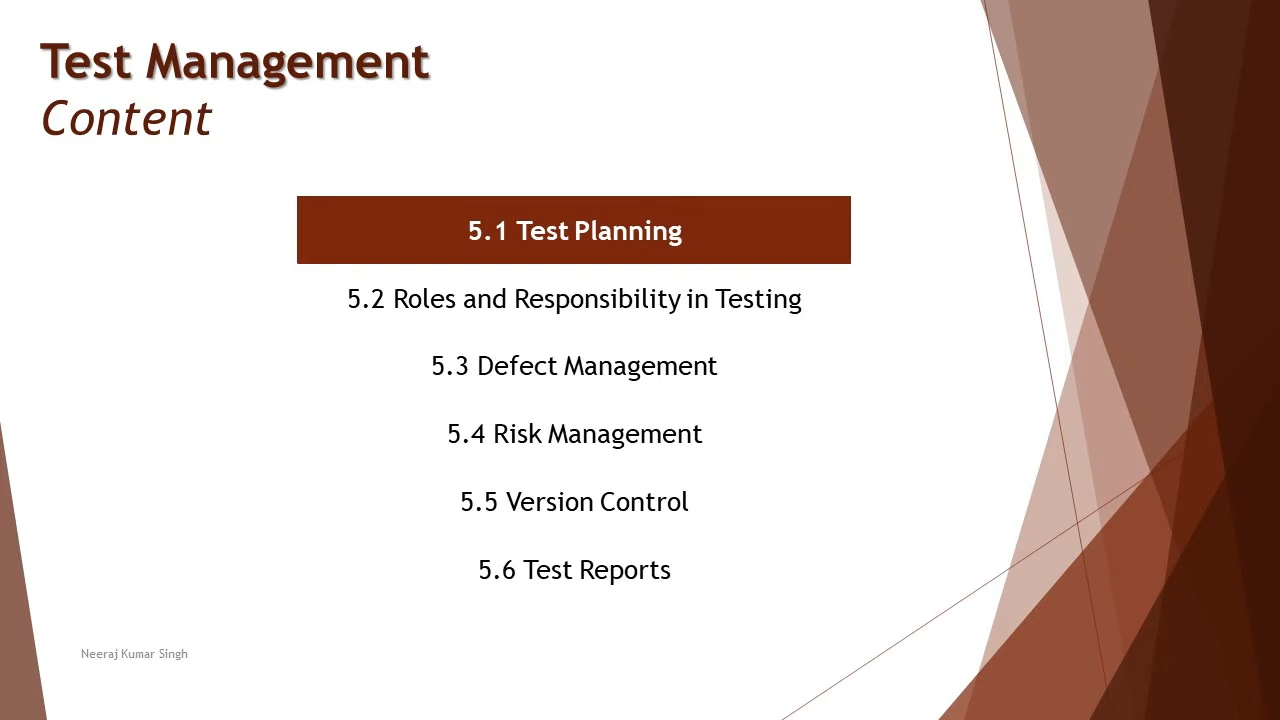 Test Management
Content
5.1 Test Planning
5.2 Roles and Responsibility in Testing
5.3 Defect Management
5.4 Risk Management
5.5 Version Control
5.6 Test Reports
Neeraj Kumar Singh